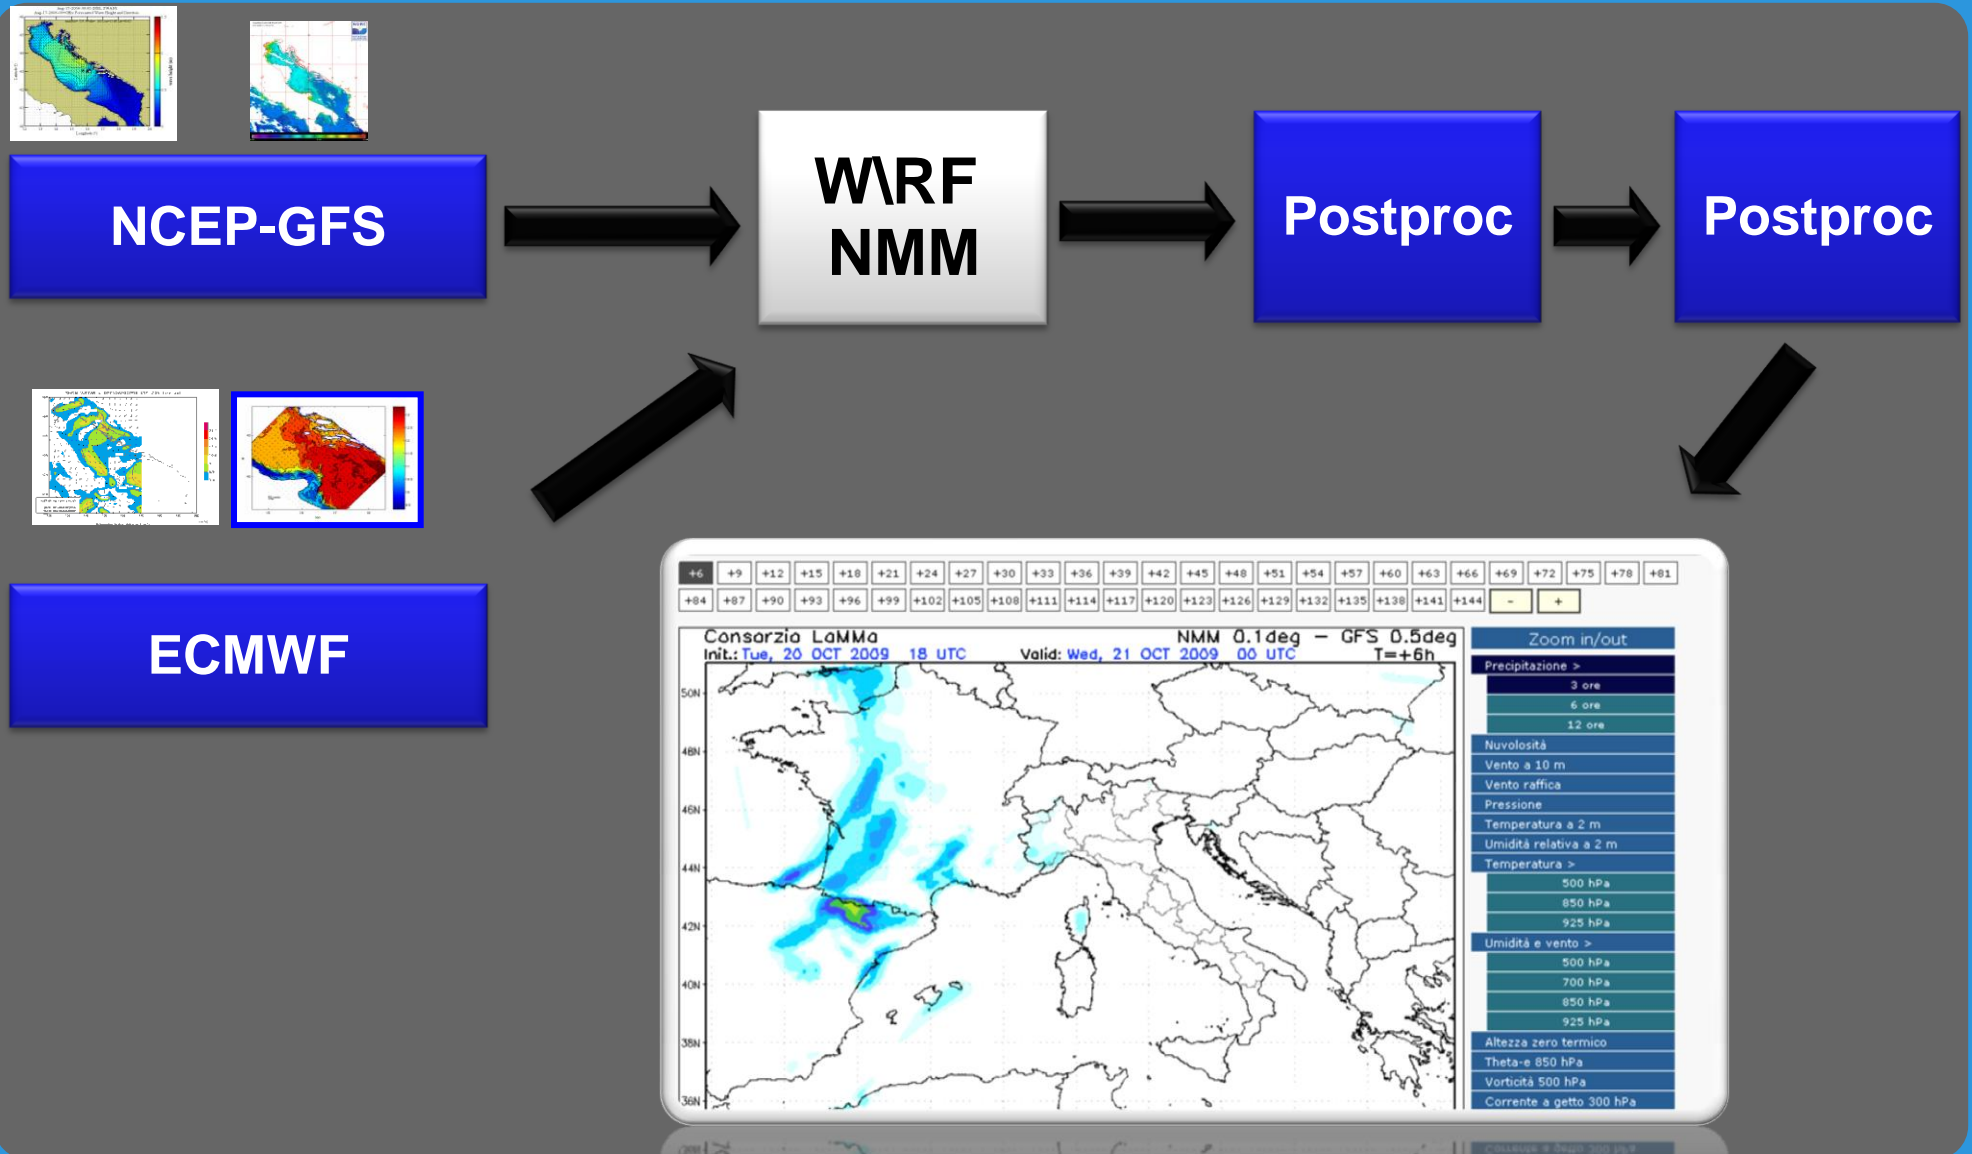 NCEP-GFS
W\RF
NMM
Postproc
Postproc
ECMWF
+6 +9 +12 +15 +18 +21 +24 +27 +30 +33 +36 +39 +42 +45 +48 +51 +54 +57 +60 +63 +66 +69 +72 +75 +78 +81
+84 +87 +90 +93 +96 +99 +102 +105 +108 +111 +114 +117 +120 +123 +126 +129 +132 +135 +138 +141 +144 - +
Consorzio LaMMa NMM 0.1deg – GFS 0.5deg
Init.: Tue, 20 OCT 2009 18 UTC Valid: Wed, 21 OCT 2009 00 UTC T=+6h
50N
48N
46N
44N
42N
40N
38N
36N
Zoom in/out
Precipitazione >
3 ore
6 ore
12 ore
Nuvolosità
Vento a 10 m
Vento raffica
Pressione
Temperatura a 2 m
Umidità relativa a 2 m
Temperatura >
500 hPa
850 hPa
925 hPa
Umidità e vento >
500 hPa
700 hPa
850 hPa
925 hPa
Altezza zero termico
Theta-e 850 hPa
Vorticità 500 hPa
Corrente a getto 300 hPa